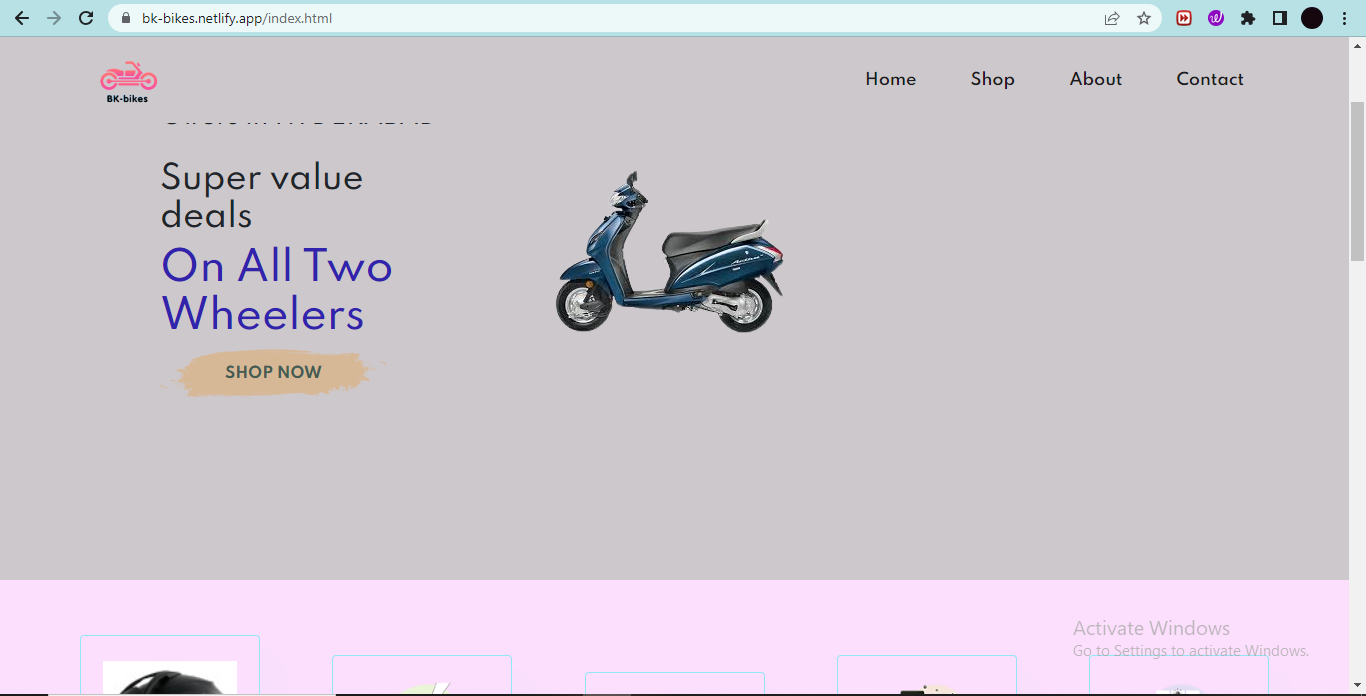 bk-bikes.netlify.app/index.html
BK-bikes
Home
Shop
About
Contact
Super value
deals
On All Two
Wheelers
SHOP NOW
Activa
Activate Windows
Go to Settings to activate Windows.